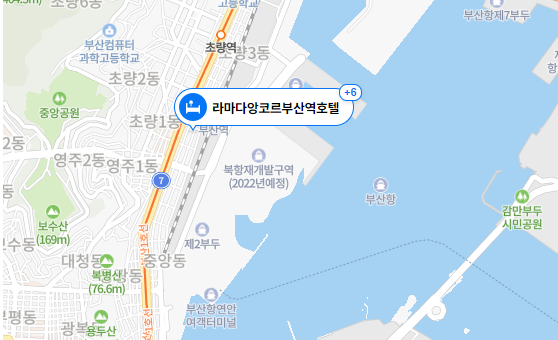 초량6동
고등학교
부산항제7부두
부산컴퓨터
과학고등학교
초량역
초량3동
초량2동
중앙공원
+6
라마다앙코르부산역호텔
초량1동
부산역
2동
영주2동
영주1동
7
북항재개발구역
(2022년예정)
부산항
감만부두
시민공원
보수산
(169m)
보수동
제2부두
대청동
중앙동
복병산
(76.6m)
부산항연안
여객터미널
부평동
광복동
용두산
1호선